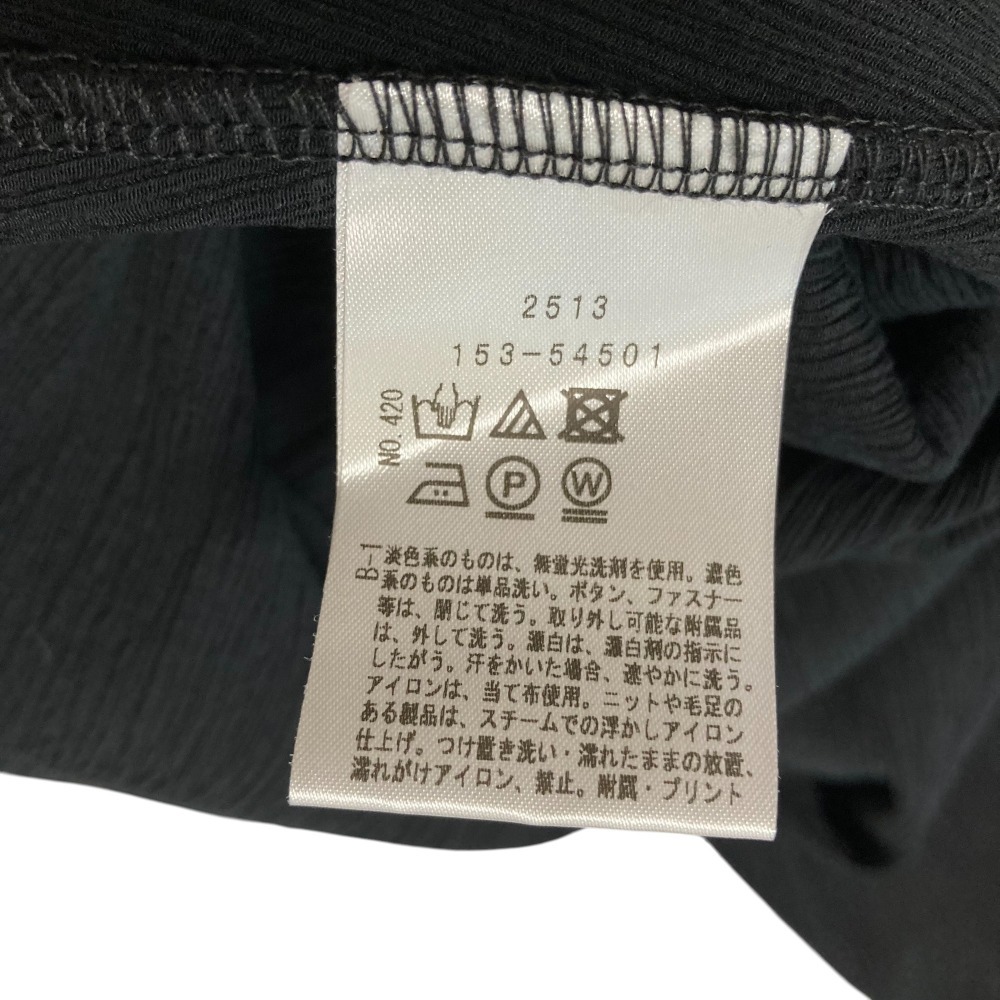 2513
153-54501
NO. 420
P
W
B-1
淡色系のものは、無蛍光洗剤を使用。濃色
系のものは単品洗い。ボタン、ファスナー
等は、閉じて洗う。取り外し可能な附属品
は、外して洗う。漂白は、漂白剤の指示に
したがう。汗をかいた場合、速やかに洗う。
アイロンは、当て布使用。ニットや毛足の
ある製品は、スチームでの浮かしアイロン
仕上げ。つけ置き洗い・濡れたままの放置、
濡れがけアイロン、禁止。附属・プリント